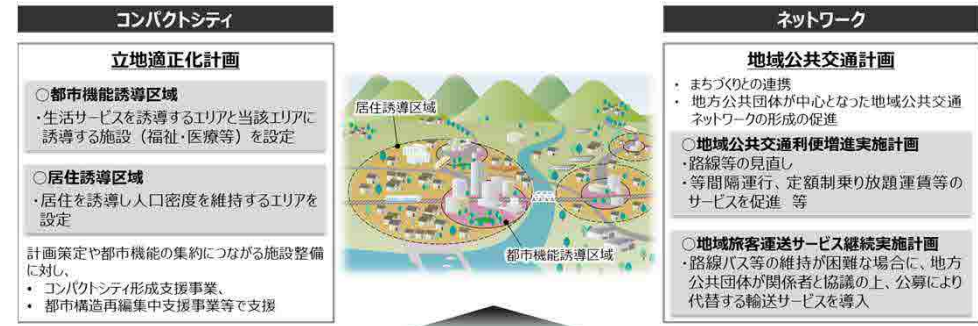 コンパクトシティ
立地適正化計画
○都市機能誘導区域
・生活サービスを誘導するエリアと当該エリアに
誘導する施設（福祉・医療等）を設定
○居住誘導区域
・居住を誘導し人口密度を維持するエリアを
設定
計画策定や都市機能の集約につながる施設整備
に対し、
• コンパクトシティ形成支援事業、
• 都市構造再編集中支援事業等で支援
居住誘導区域
都市機能誘導区域
ネットワーク
地域公共交通計画
• まちづくりとの連携
• 地方公共団体が中心となった地域公共交通
ネットワークの形成の促進
○地域公共交通利便増進実施計画
・路線等の見直し
・等間隔運行、定額制乗り放題運賃等の
サービスを促進　等
○地域旅客運送サービス継続実施計画
・路線バス等の維持が困難な場合に、地方
公共団体が関係者と協議の上、公募により
代替する輸送サービスを導入